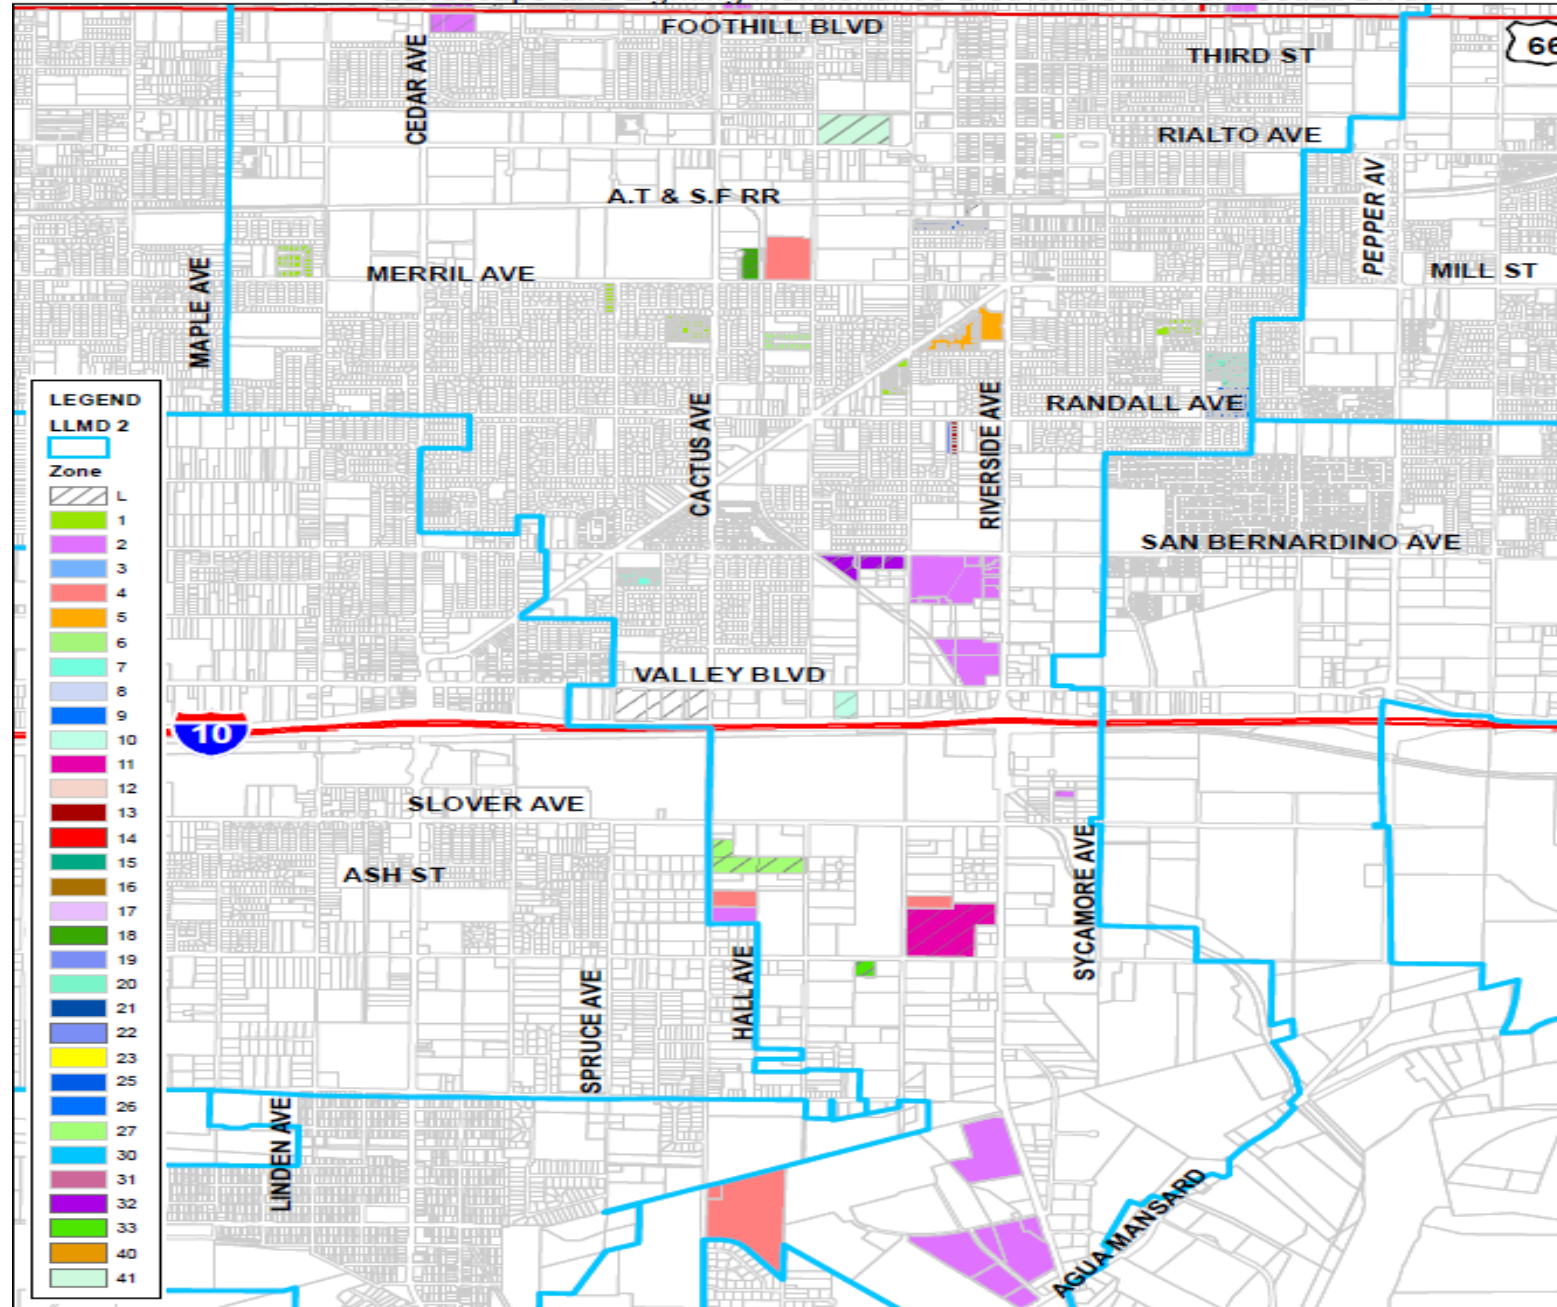 FOOTHILL BLVD
THIRD ST
66
CEDAR AVE
RIALTO AVE
A.T & S.F RR
PEPPER AV
MERRIL AVE
MILL ST
MAPLE AVE
RANDALL AVE
CACTUS AVE
RIVERSIDE AVE
SAN BERNARDINO AVE
VALLEY BLVD
10
SLOVER AVE
ASH ST
SYCAMORE AVE
HALL AVE
SPRUCE AVE
LINDEN AVE
AGUA MANSARD
LEGEND
LLMD 2
Zone
L
1
2
3
4
5
6
7
8
9
10
11
12
13
14
15
16
17
18
19
20
21
22
23
25
26
27
30
31
32
33
40
41